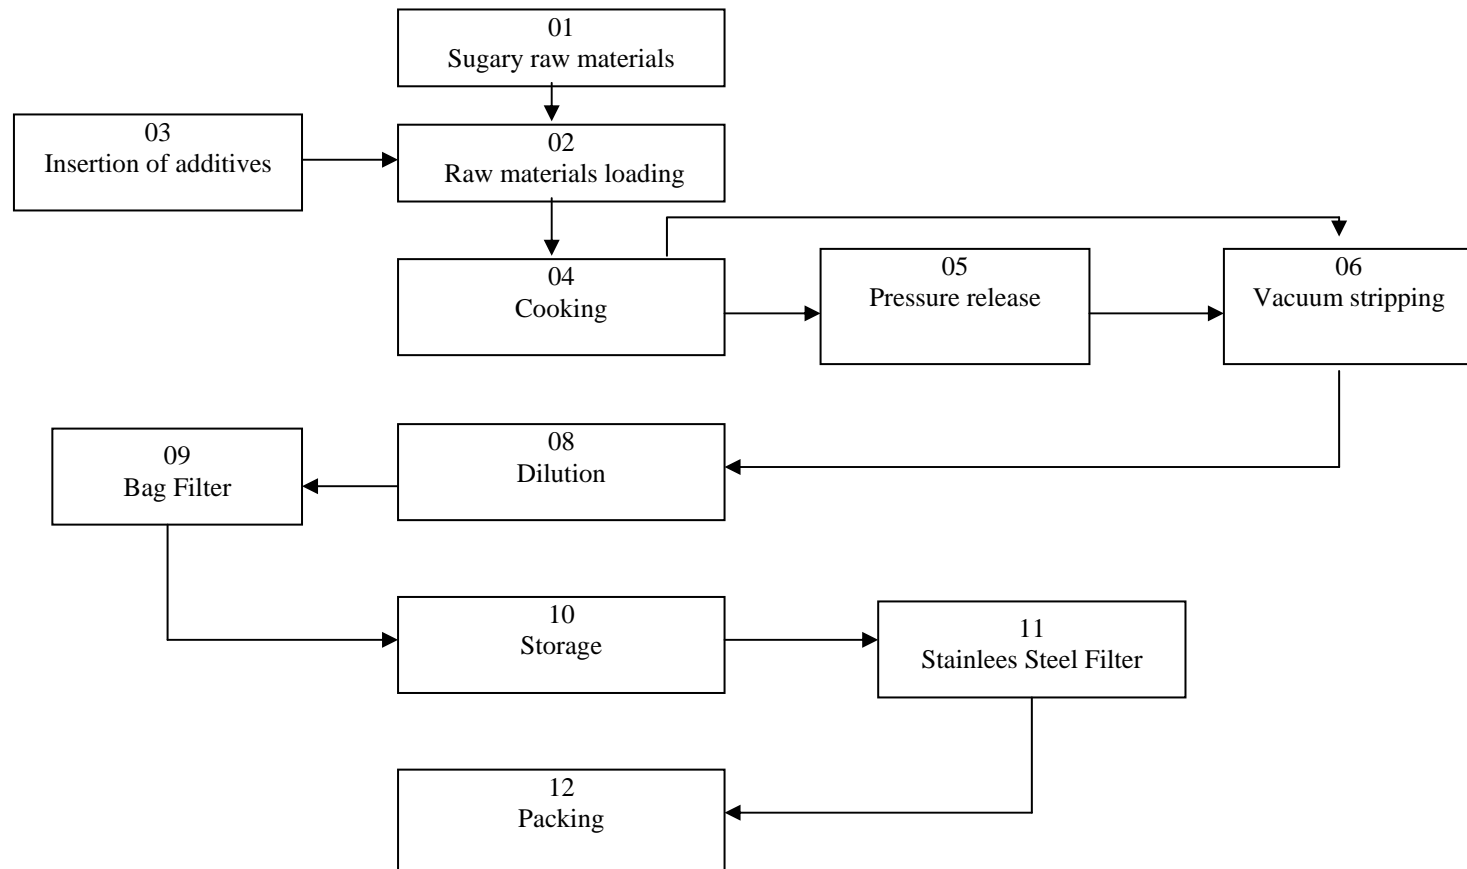 01
Sugary raw materials
03
Insertion of additives
02
Raw materials loading
04
Cooking
05
Pressure release
06
Vacuum stripping
08
Dilution
09
Bag Filter
10
Storage
11
Stainlees Steel Filter
12
Packing